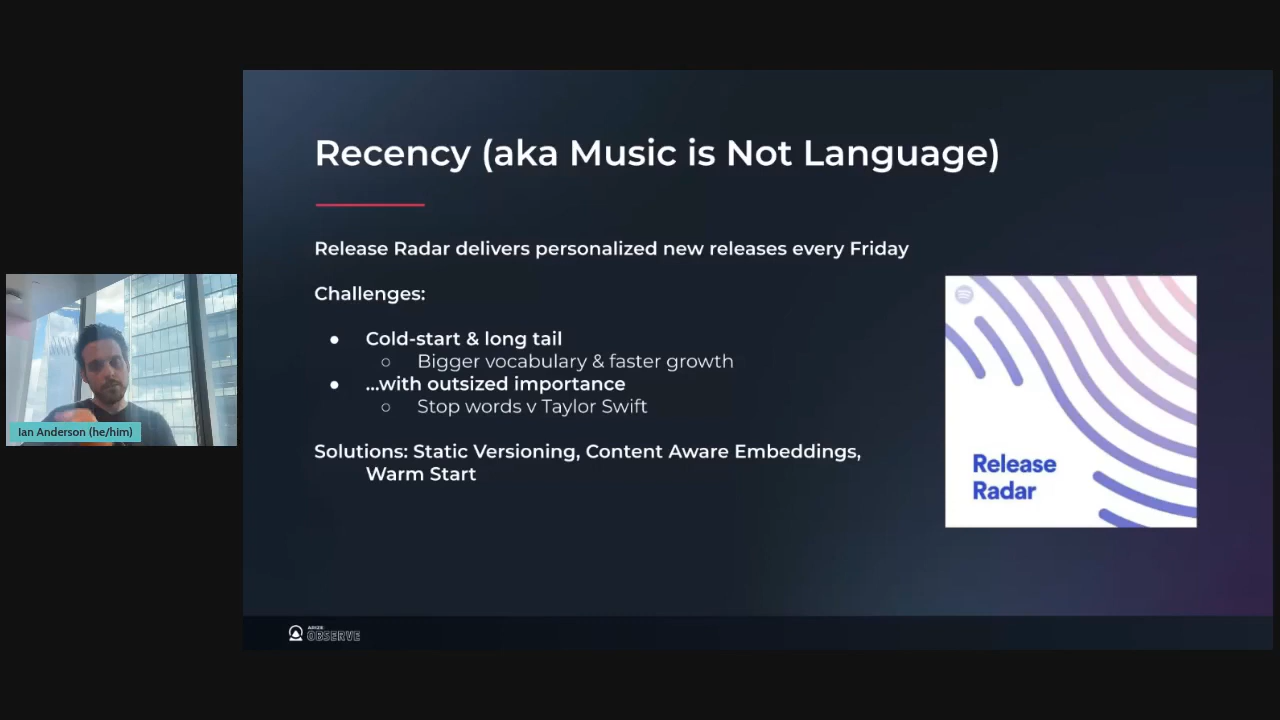 Recency (aka Music is Not Language)
Release Radar delivers personalized new releases every Friday
Challenges:
● Cold-start & long tail
○ Bigger vocabulary & faster growth
● ...with outsized importance
○ Stop words v Taylor Swift
Solutions: Static Versioning, Content Aware Embeddings,
Warm Start
Release
Radar
Ian Anderson (he/him)
ARIZE:
OBSERVE